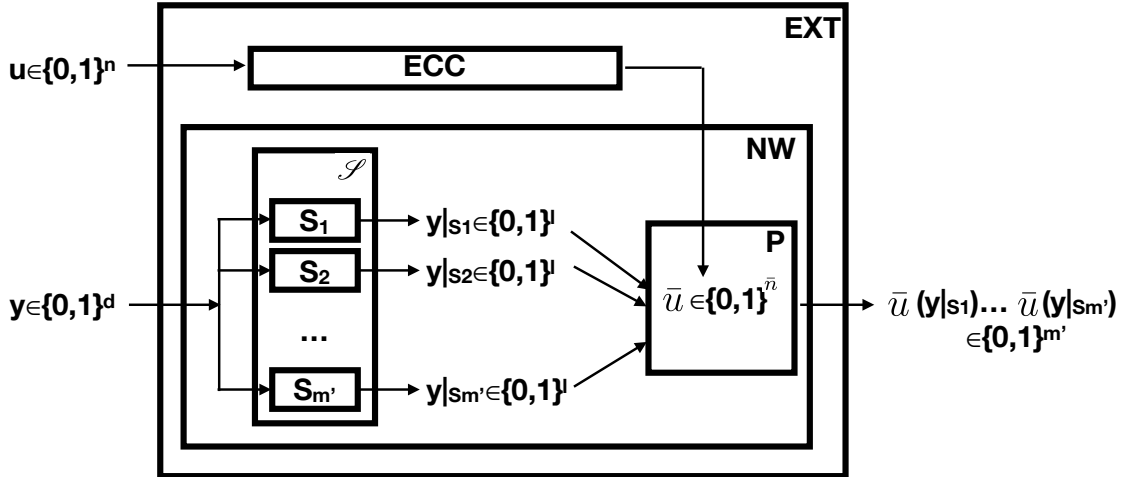 EXT
u∈{0,1}ⁿ
ECC
NW
𝒮
S₁
y|S1∈{0,1}ˡ
P
S₂
y|S2∈{0,1}ˡ
y∈{0,1}ᵈ
ū∈{0,1}ⁿ̄
ū(y|S1)... ū(y|Sm')
∈{0,1}ᵐ'
...
Sm'
y|Sm'∈{0,1}ˡ